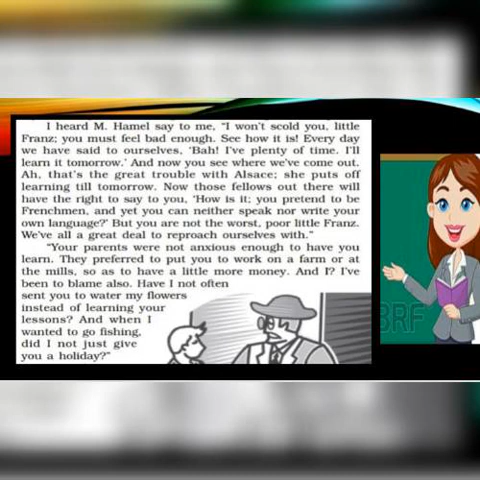 I heard M. Hamel say to me, "I won't scold you, little
Franz; you must feel bad enough. See how it is! Every day
we have said to ourselves, 'Bah! I've plenty of time. I'll
learn it tomorrow.' And now you see where we've come out.
Ah, that's the great trouble with Alsace; she puts off
learning till tomorrow. Now those fellows out there will
have the right to say to you, 'How is it; you pretend to be
Frenchmen, and yet you can neither speak nor write your
own language?' But you are not the worst, poor little Franz.
We've all a great deal to reproach ourselves with."
"Your parents were not anxious enough to have you
learn. They preferred to put you to work on a farm or at
the mills, so as to have a little more money. And I? I've
been to blame also. Have I not often
sent you to water my flowers
instead of learning your
lessons? And when I
wanted to go fishing,
did I not just give
you a holiday?"
BRF